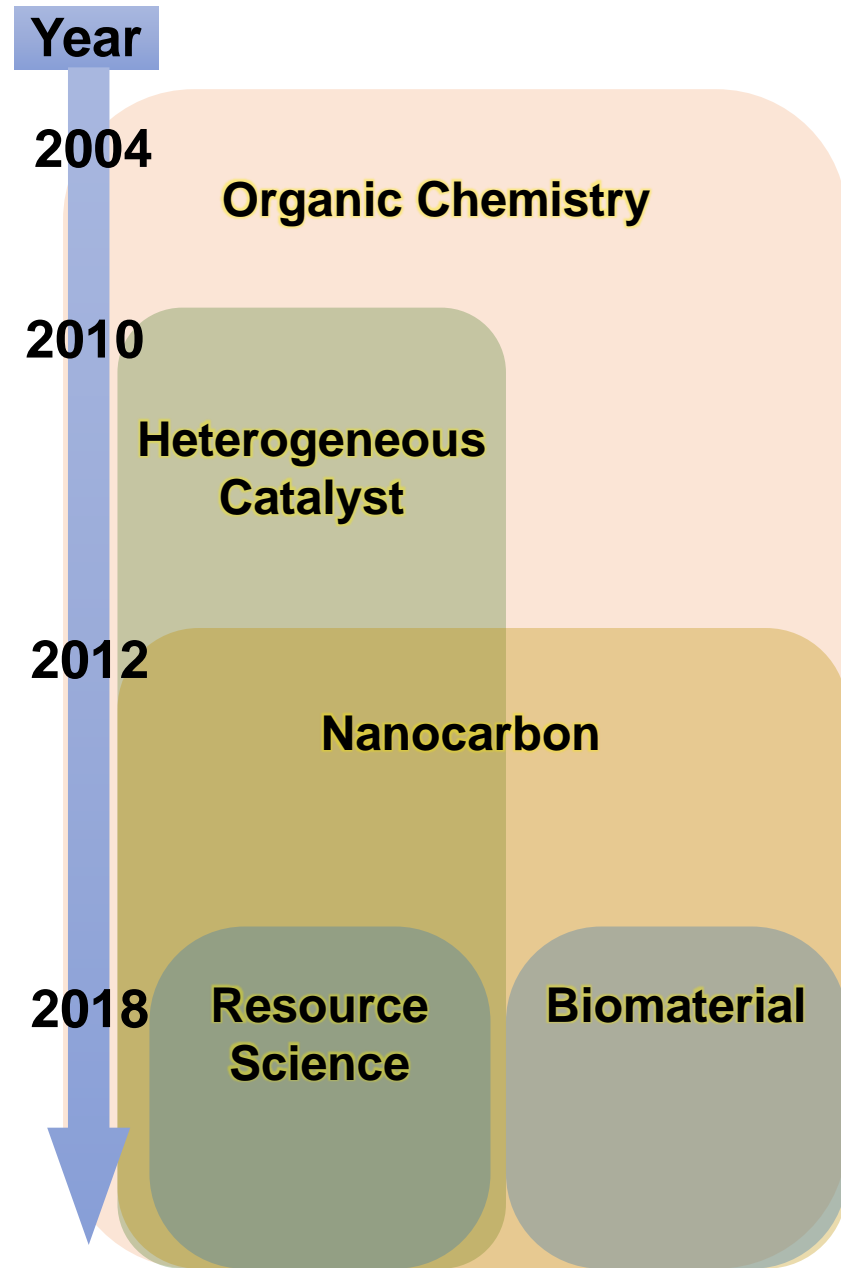 Year
2004
Organic Chemistry
2010
Heterogeneous
Catalyst
2012
Nanocarbon
2018
Resource
Science
Biomaterial